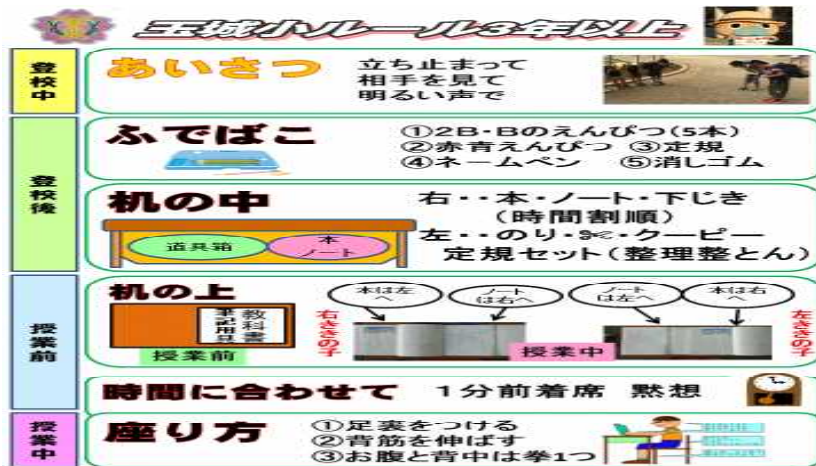 玉城小ルール3年以上
登校中
あいさつ
立ち止まって
相手を見て
明るい声で
登校後
ふでばこ
①2B・Bのえんぴつ(5本)
②赤青えんぴつ ③定規
④ネームペン ⑤消しゴム
机の中
道具箱
本
ノート
右・・本・ノート・下じき
(時間割順)
左・・のり・✂・クーピー
定規セット(整理整とん)
授業前
机の上
教科書
筆記用具
授業前
右ききの子
本は左
へ
ノート
は右へ
授業中
ノート
は左へ
本は右
へ
左ききの子
時間に合わせて
1分前着席 黙想
授業中
座り方
①足裏をつける
②背筋を伸ばす
③お腹と背中は拳1つ